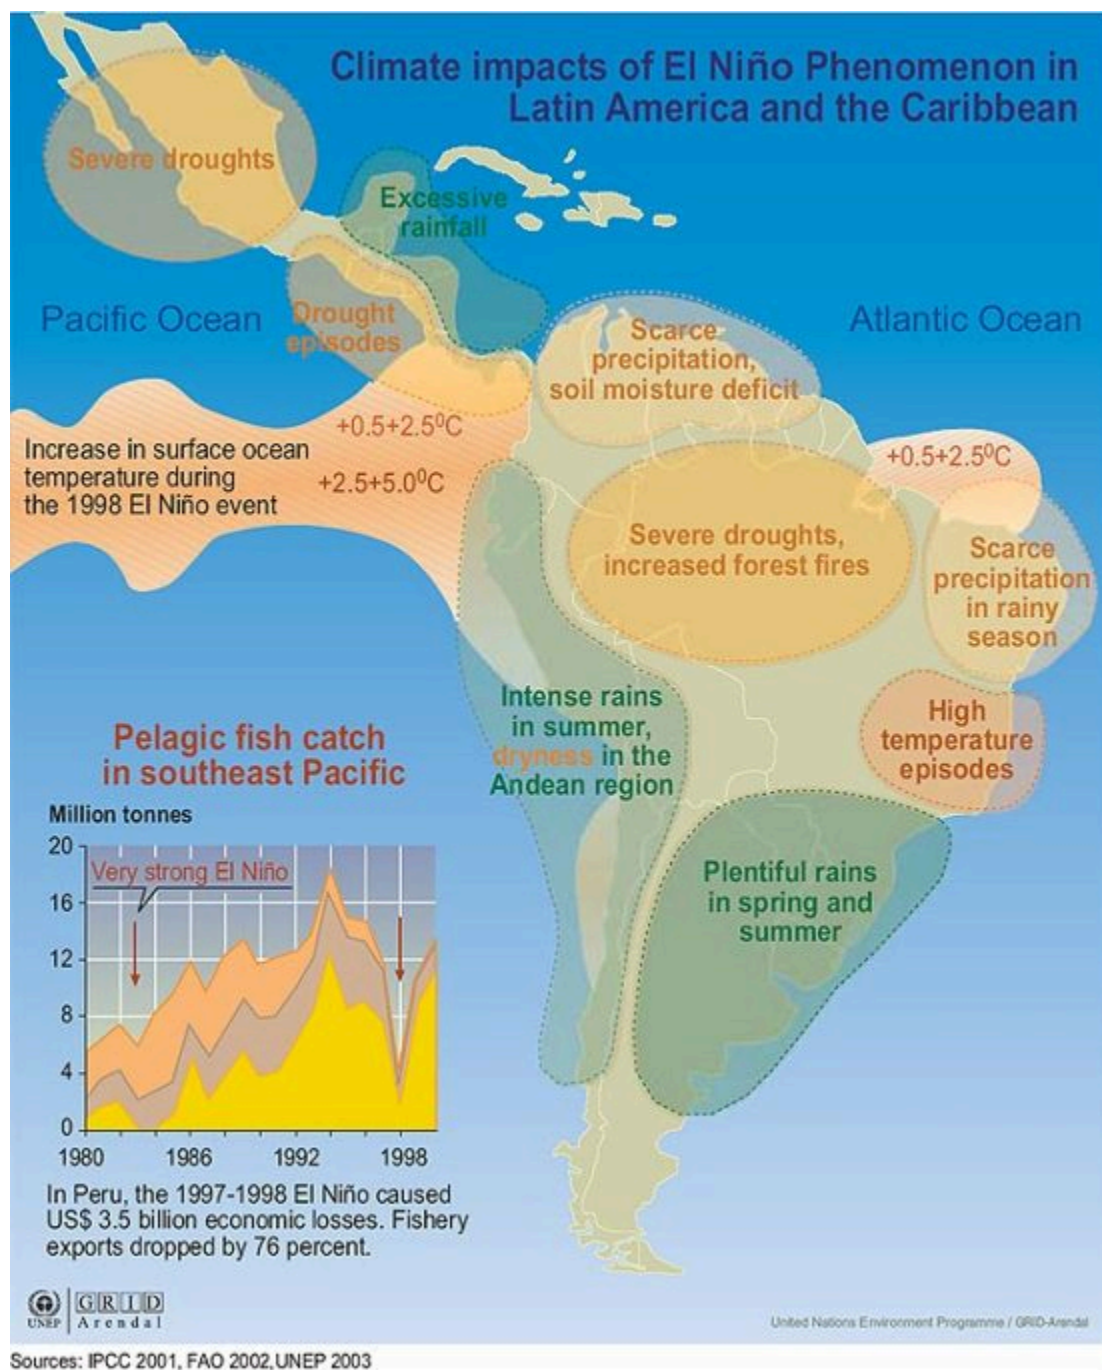 Climate impacts of El Niño Phenomenon in
Latin America and the Caribbean
Severe droughts
Excessive
rainfall
Pacific Ocean
Drought
episodes
Scarce
precipitation,
soil moisture deficit
Atlantic Ocean
+0.5+2.5⁰C
Increase in surface ocean
temperature during
the 1998 El Niño event
+2.5+5.0⁰C
+0.5+2.5⁰C
Severe droughts,
increased forest fires
Scarce
precipitation
in rainy
season
Intense rains
in summer,
dryness in the
Andean region
High
temperature
episodes
Plentiful rains
in spring and
summer
Pelagic fish catch
in southeast Pacific
Million tonnes
20
Very strong El Niño
16
12
8
4
0
1980 1986 1992 1998
In Peru, the 1997-1998 El Niño caused
US$ 3.5 billion economic losses. Fishery
exports dropped by 76 percent.
UNEP
GRID
Arendal
United Nations Environment Programme / GRID-Arendal
Sources: IPCC 2001, FAO 2002,UNEP 2003